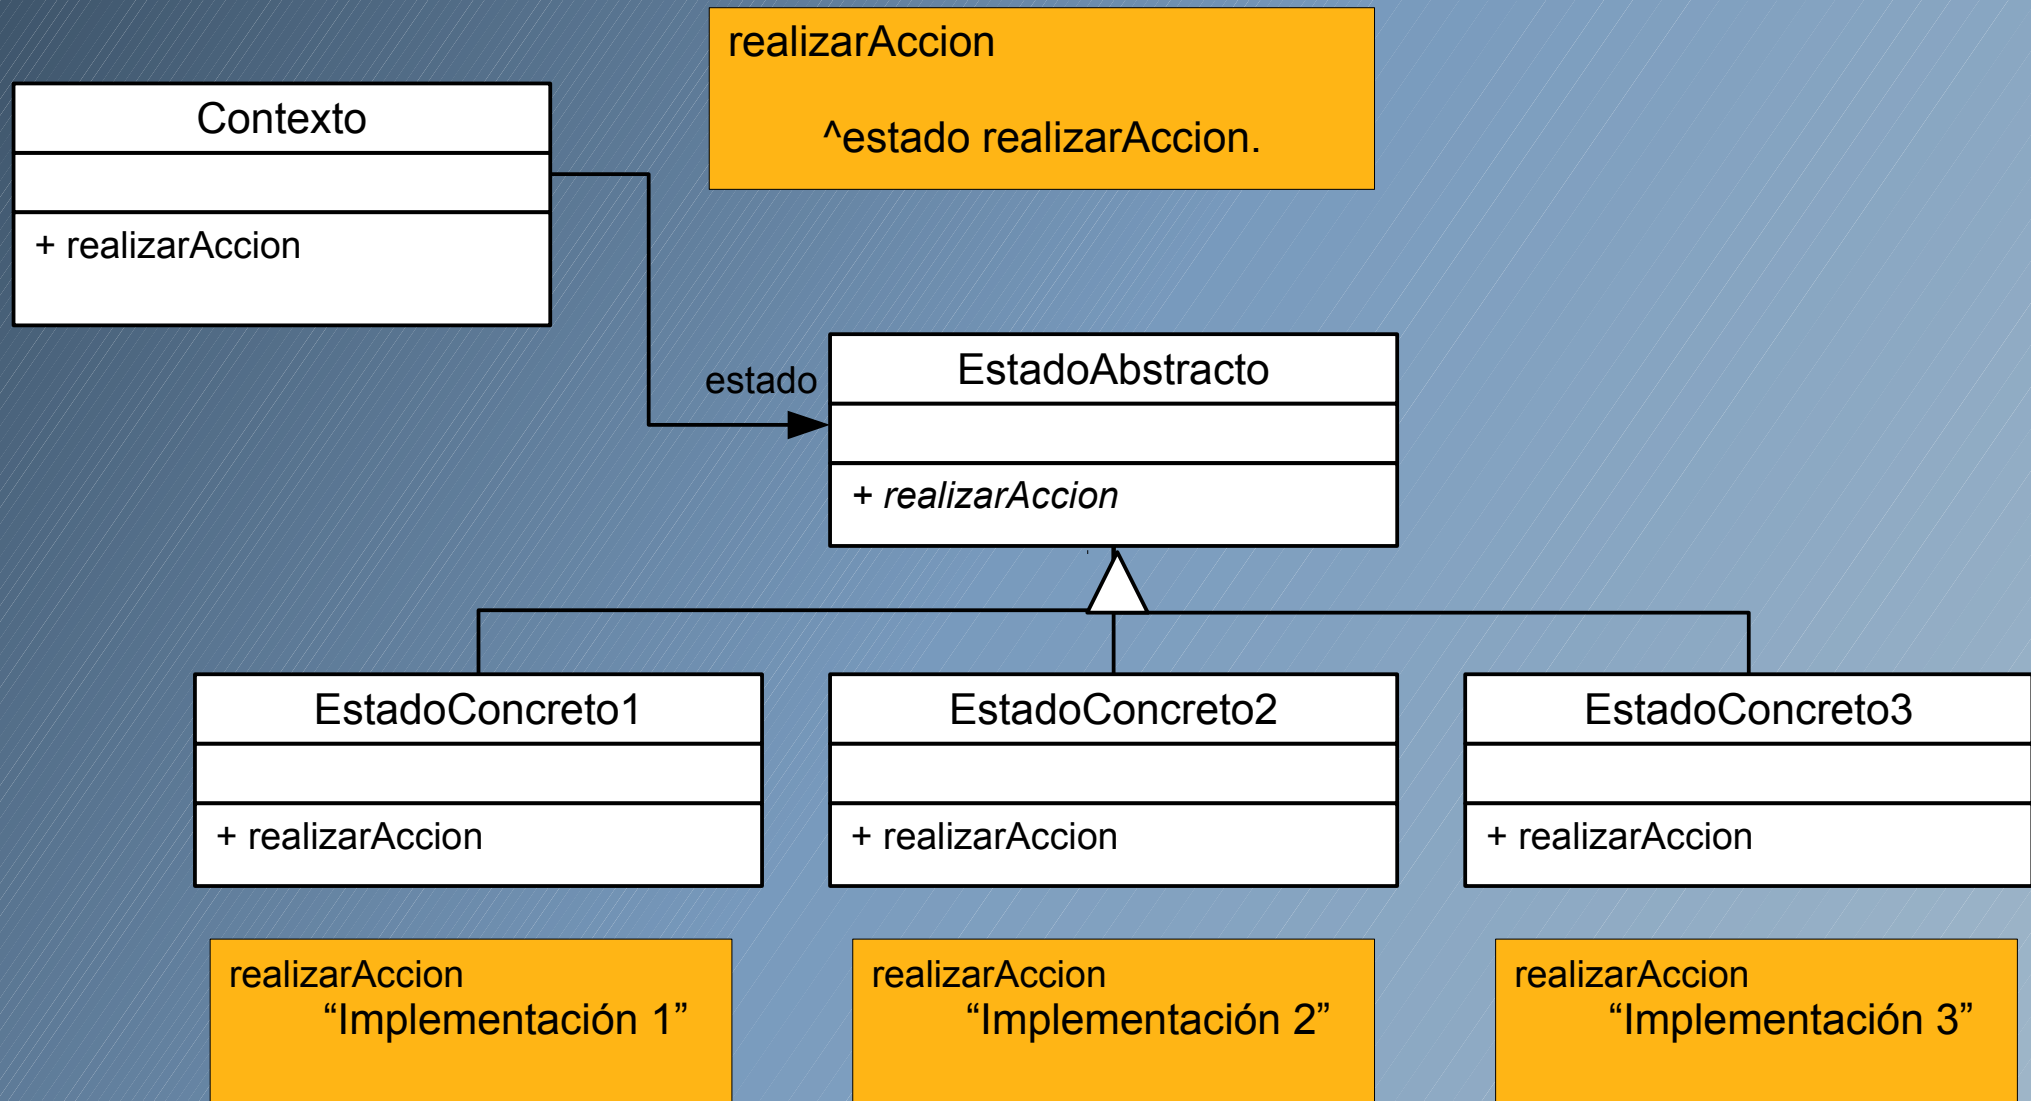 realizarAccion
^estado realizarAccion.
Contexto
+ realizarAccion
estado
EstadoAbstracto
+ realizarAccion
EstadoConcreto1
+ realizarAccion
EstadoConcreto2
+ realizarAccion
EstadoConcreto3
+ realizarAccion
realizarAccion
“Implementación 1”
realizarAccion
“Implementación 2”
realizarAccion
“Implementación 3”